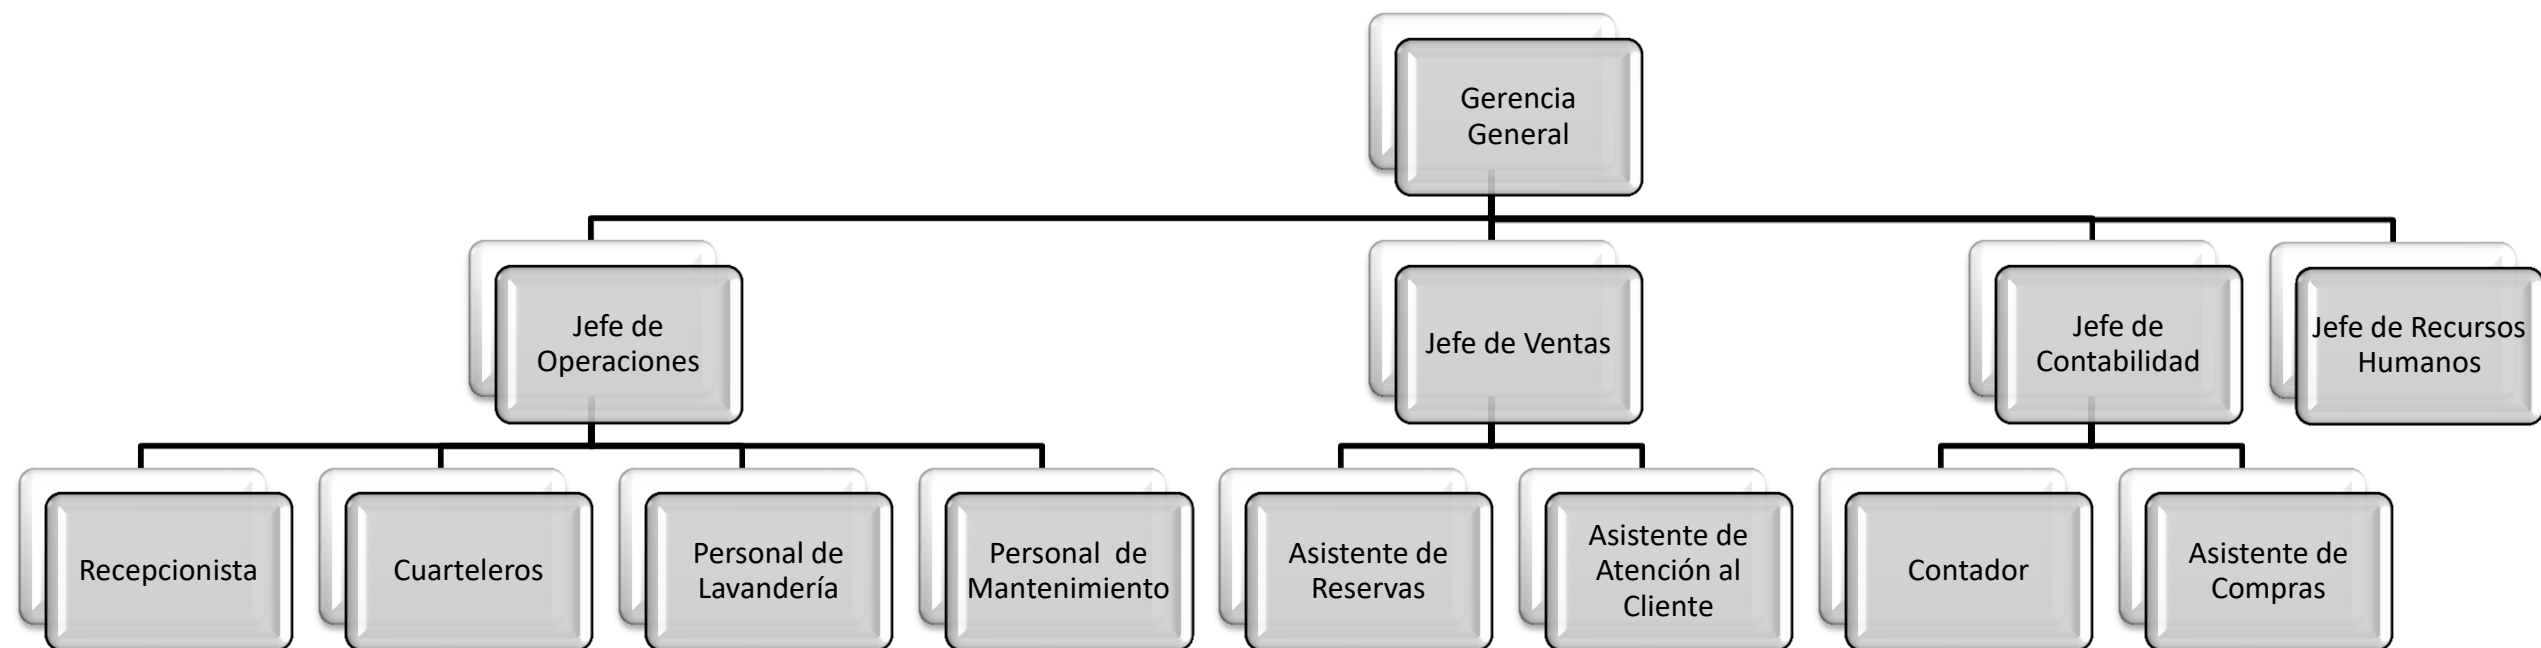 Gerencia
General
Jefe de
Operaciones
Jefe de Ventas
Jefe de
Contabilidad
Jefe de Recursos
Humanos
Recepcionista
Cuarteleros
Personal de
Lavandería
Personal de
Mantenimiento
Asistente de
Reservas
Asistente de
Atención al
Cliente
Contador
Asistente de
Compras